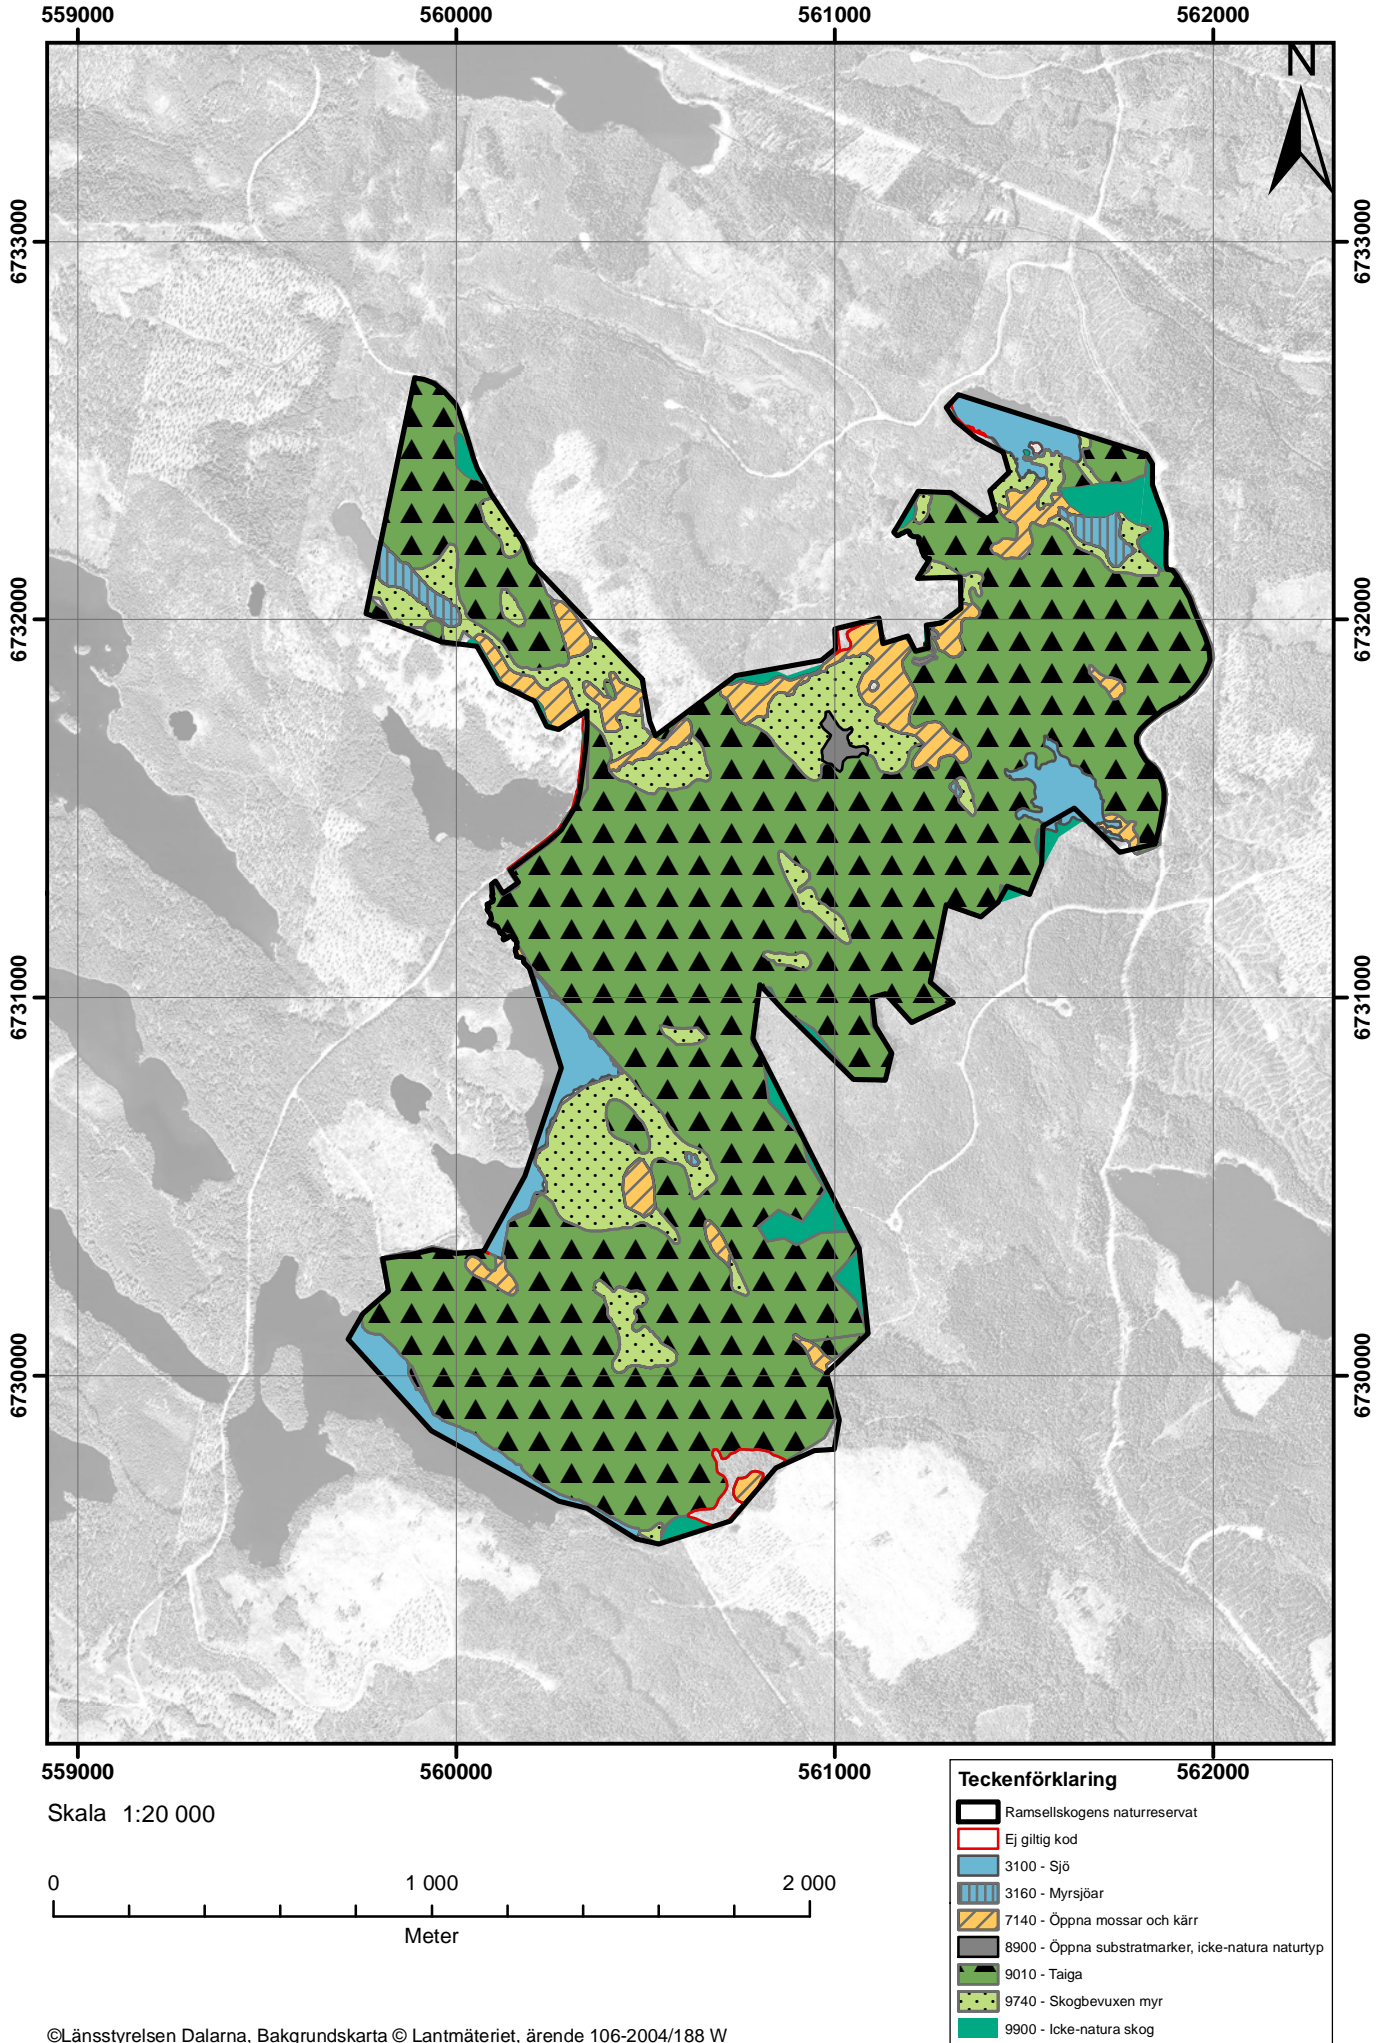 559000 560000 561000 562000
N
6733000 6733000
6732000 6732000
6731000 6731000
6730000 6730000
559000 560000 561000 562000
Skala 1:20 000
0 1 000 2 000
Meter
Teckenförklaring
Ramsellskogens naturreservat
Ej giltig kod
3100 - Sjö
3160 - Myrsjöar
7140 - Öppna mossar och kärr
8900 - Öppna substratmarker, icke-natura naturtyp
9010 - Taiga
9740 - Skogbevuxen myr
9900 - Icke-natura skog
©Länsstyrelsen Dalarna, Bakgrundskarta © Lantmäteriet, ärende 106-2004/188 W